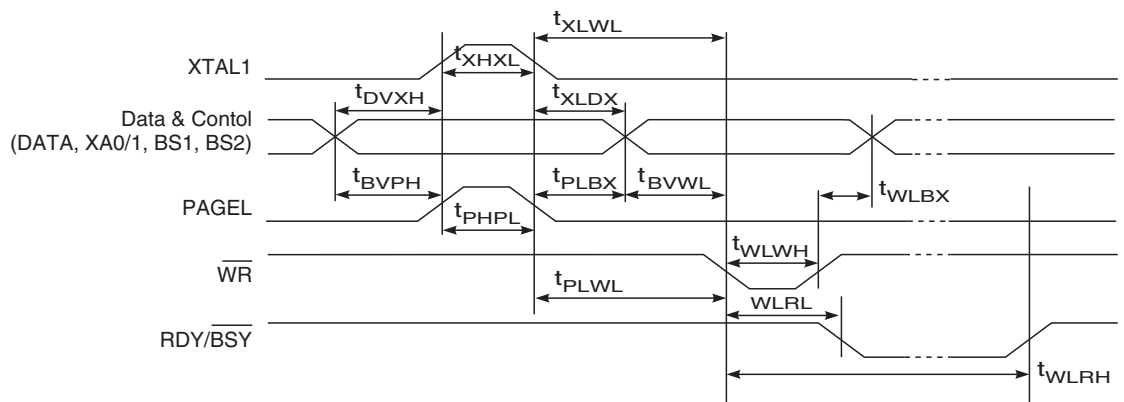 tXLWL
XTAL1
tXHXL
tDVXH
tXLDX
Data & Contol
(DATA, XA0/1, BS1, BS2)
tBVPH
tPLBX
tBVWL
tWLBX
PAGEL
tPHPL
tWLWH
WR
tPLWL
WLRL
RDY/BSY
tWLRH